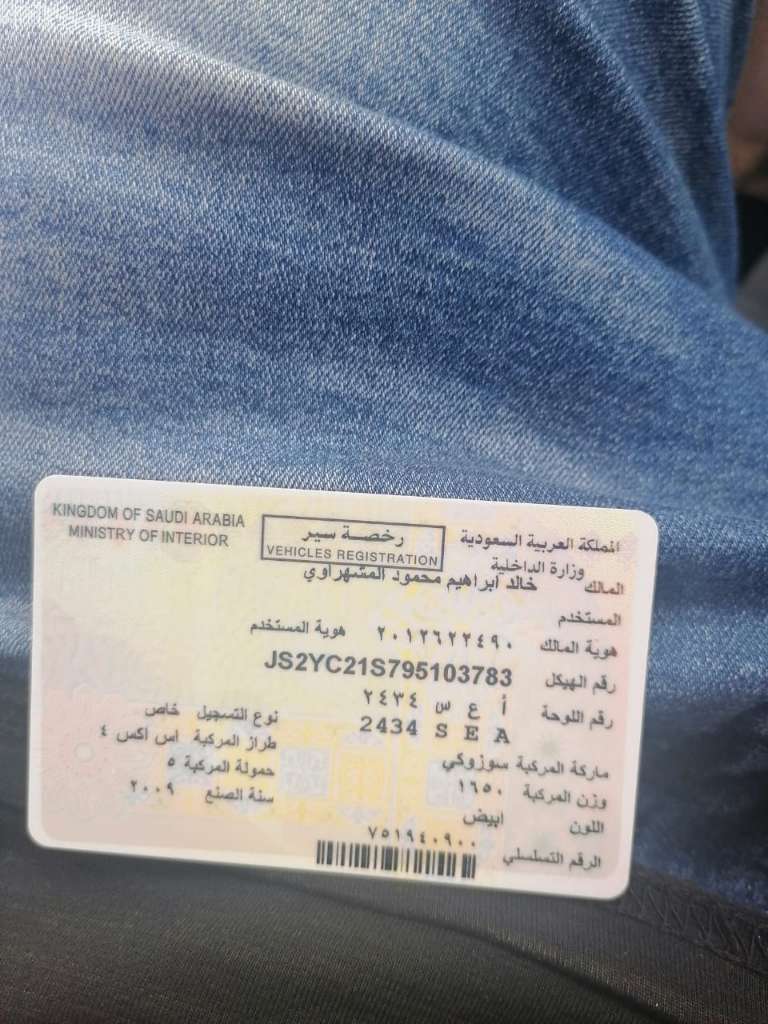 KINGDOM OF SAUDI ARABIA
MINISTRY OF INTERIOR
رخصة سير
VEHICLES REGISTRATION
المملكة العربية السعودية
وزارة الداخلية
المالك خالد ابراهيم محمود المشهراوي
المستخدم
هوية المالك ٢٠١٢٦٢٢٤٩٠ هوية المستخدم
رقم الهيكل JS2YC21S795103783
رقم اللوحة أ ع س ٢٤٣٤
2434 S E A
نوع التسجيل خاص
ماركة المركبة سوزوكي طراز المركبة اس اكس ٤
وزن المركبة ١٦٥٠ حمولة المركبة ٥
اللون ابيض سنة الصنع ٢٠٠٩
الرقم التسلسلي ٧٥١٩٤٠٩٠٠